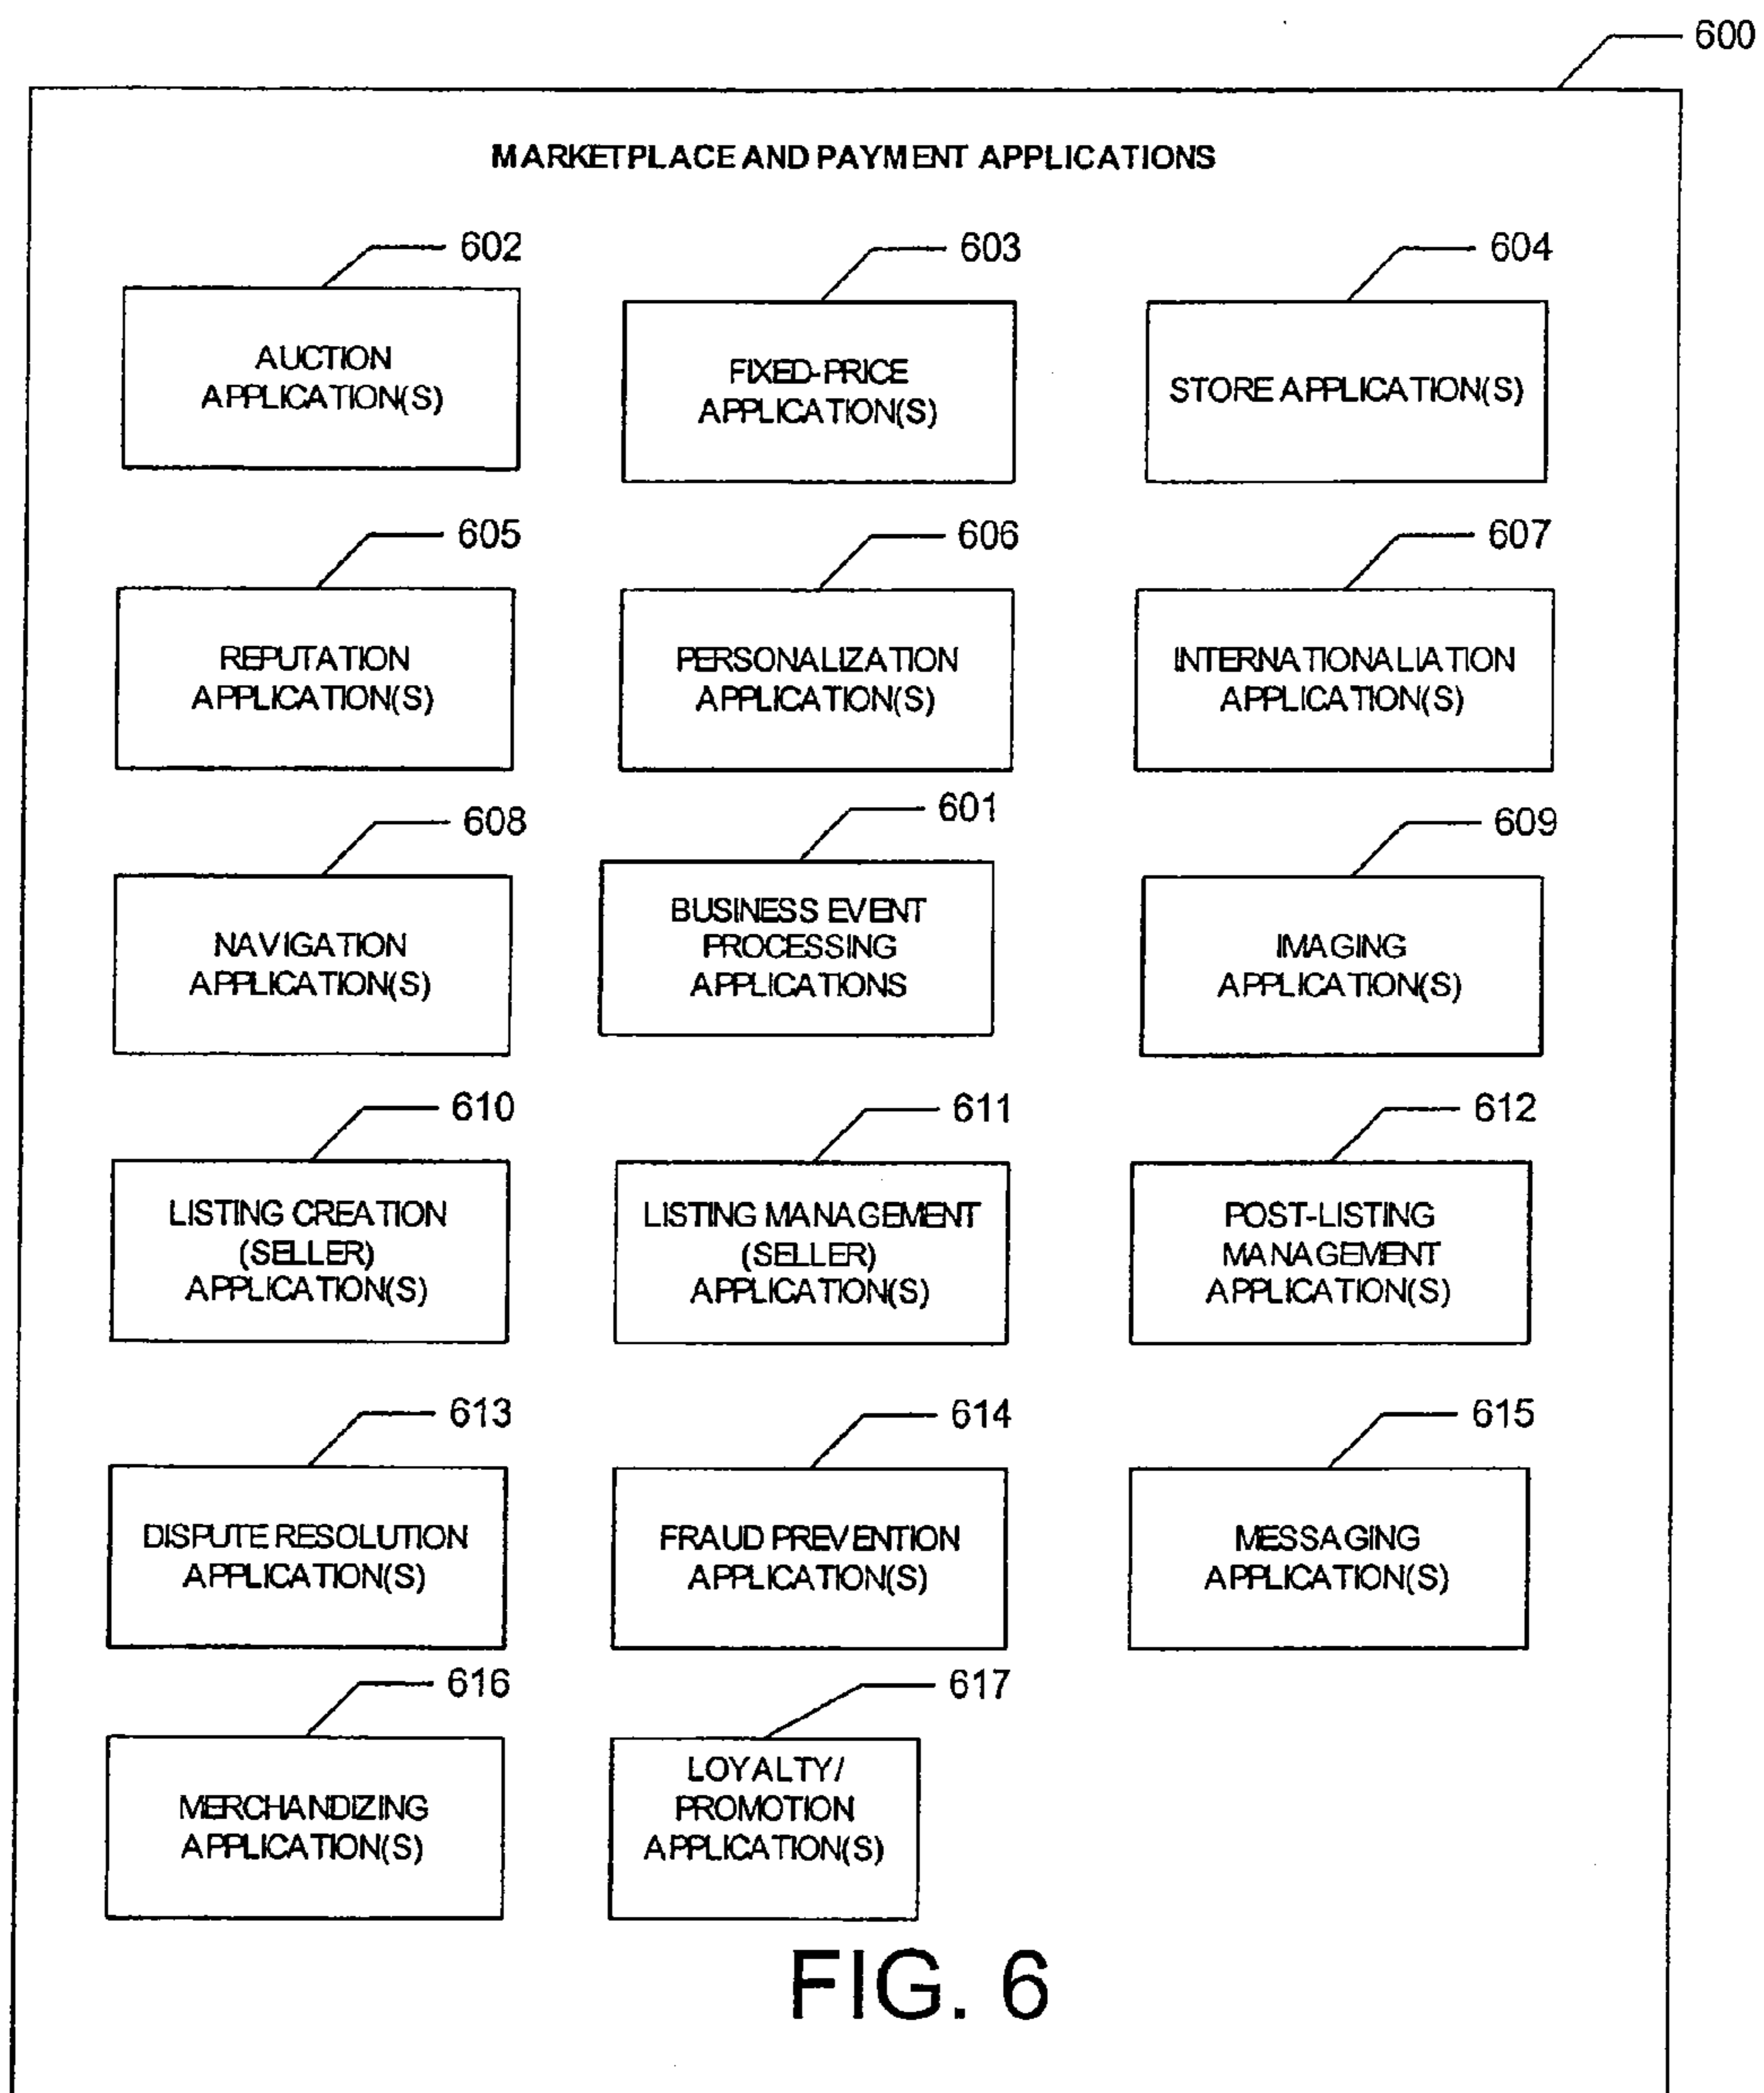 600
MARKETPLACE AND PAYMENT APPLICATIONS
602
AUCTION
APPLICATION(S)
603
FIXED-PRICE
APPLICATION(S)
604
STORE APPLICATION(S)
605
REPUTATION
APPLICATION(S)
606
PERSONALIZATION
APPLICATION(S)
607
INTERNATIONALIATION
APPLICATION(S)
608
NAVIGATION
APPLICATION(S)
601
BUSINESS EVENT
PROCESSING
APPLICATIONS
609
IMAGING
APPLICATION(S)
610
LISTING CREATION
(SELLER)
APPLICATION(S)
611
LISTING MANAGEMENT
(SELLER)
APPLICATION(S)
612
POST-LISTING
MANAGEMENT
APPLICATION(S)
613
DISPUTE RESOLUTION
APPLICATION(S)
614
FRAUD PREVENTION
APPLICATION(S)
615
MESSAGING
APPLICATION(S)
616
MERCHANDIZING
APPLICATION(S)
617
LOYALTY/
PROMOTION
APPLICATION(S)
FIG. 6